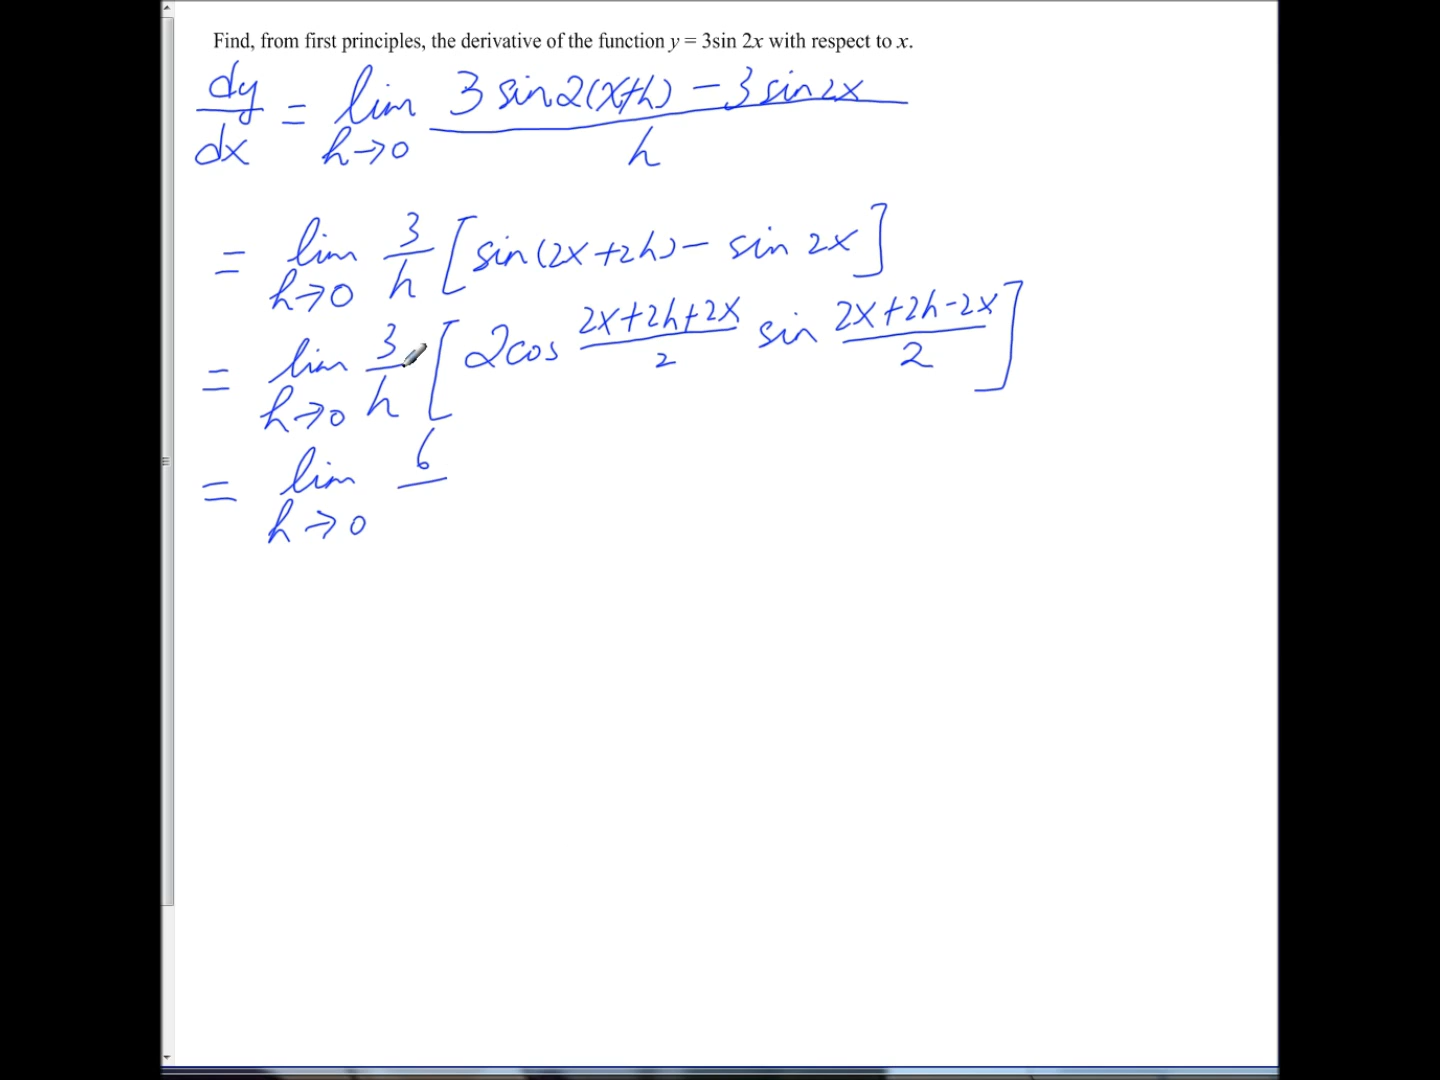 Find, from first principles, the derivative of the function y = 3sin 2x with respect to x.
dy/dx = lim h→0 (3 sin 2(x+h) − 3 sin 2x)/h
= lim h→0 3/h [sin(2x+2h) − sin 2x]
= lim h→0 3/h [2cos (2x+2h+2x)/2 sin (2x+2h-2x)/2]
= lim h→0 6/